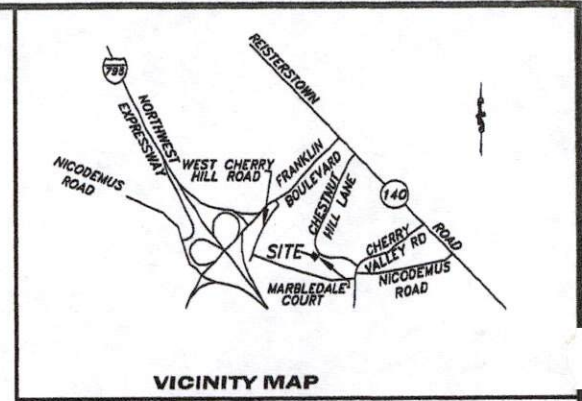 795
NORTHWEST
EXPRESSWAY
NICODEMUS
ROAD
WEST CHERRY
HILL ROAD
FRANKLIN
BOULEVARD
CHESTNUT
HILL LANE
REISTERSTOWN
140
ROAD
SITE
CHERRY
VALLEY RD
MARBLEDALE
COURT
NICODEMUS
ROAD
VICINITY MAP